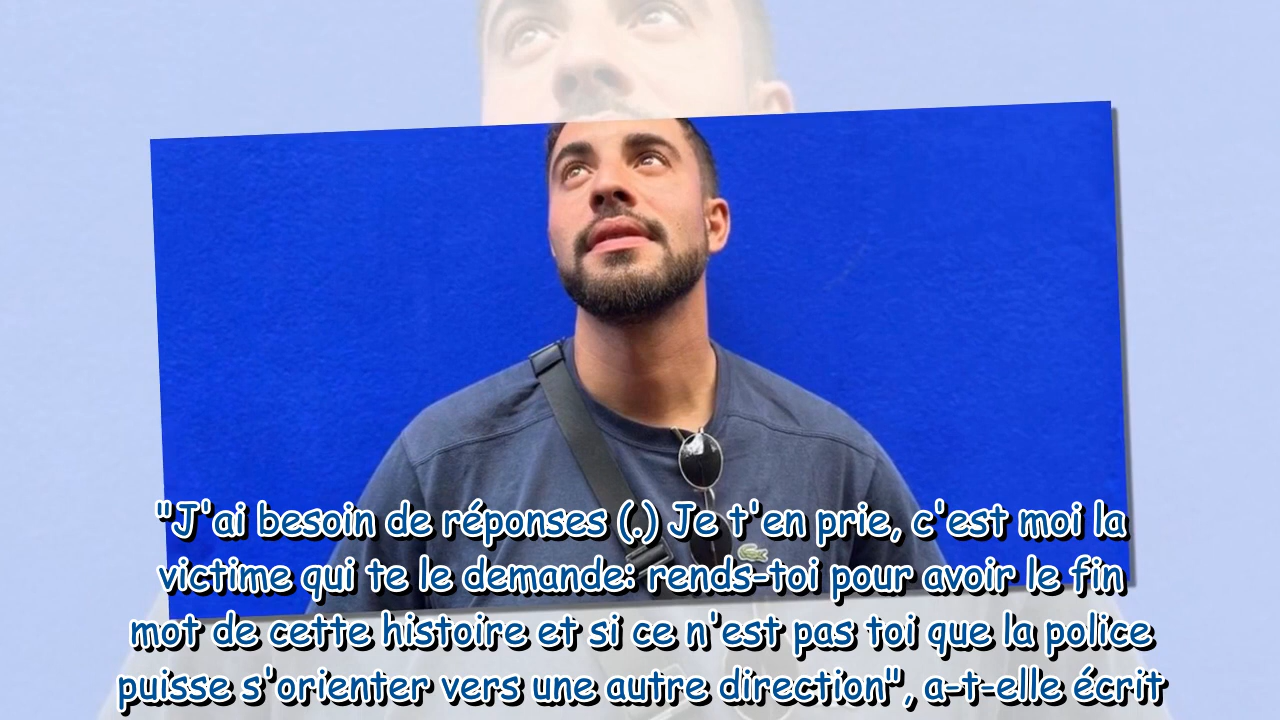 "J'ai besoin de réponses (.) Je t'en prie, c'est moi la
victime qui te le demande: rends-toi pour avoir le fin
mot de cette histoire et si ce n'est pas toi que la police
puisse s'orienter vers une autre direction", a-t-elle écrit